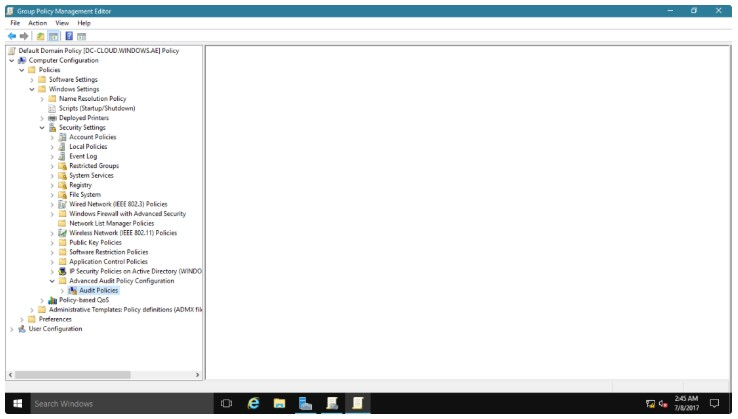 Group Policy Management Editor
File Action View Help
Default Domain Policy [DC-CLOUD.WINDOWS.AE] Policy
Computer Configuration
Policies
Software Settings
Windows Settings
Name Resolution Policy
Scripts (Startup/Shutdown)
Deployed Printers
Security Settings
Account Policies
Local Policies
Event Log
Restricted Groups
System Services
Registry
File System
Wired Network (IEEE 802.3) Policies
Windows Firewall with Advanced Security
Network List Manager Policies
Wireless Network (IEEE 802.11) Policies
Public Key Policies
Software Restriction Policies
Application Control Policies
IP Security Policies on Active Directory (WINDO
Advanced Audit Policy Configuration
Audit Policies
Policy-based QoS
Administrative Templates: Policy definitions (ADMX fil
Preferences
User Configuration
Search Windows
2:45 AM
7/8/2017